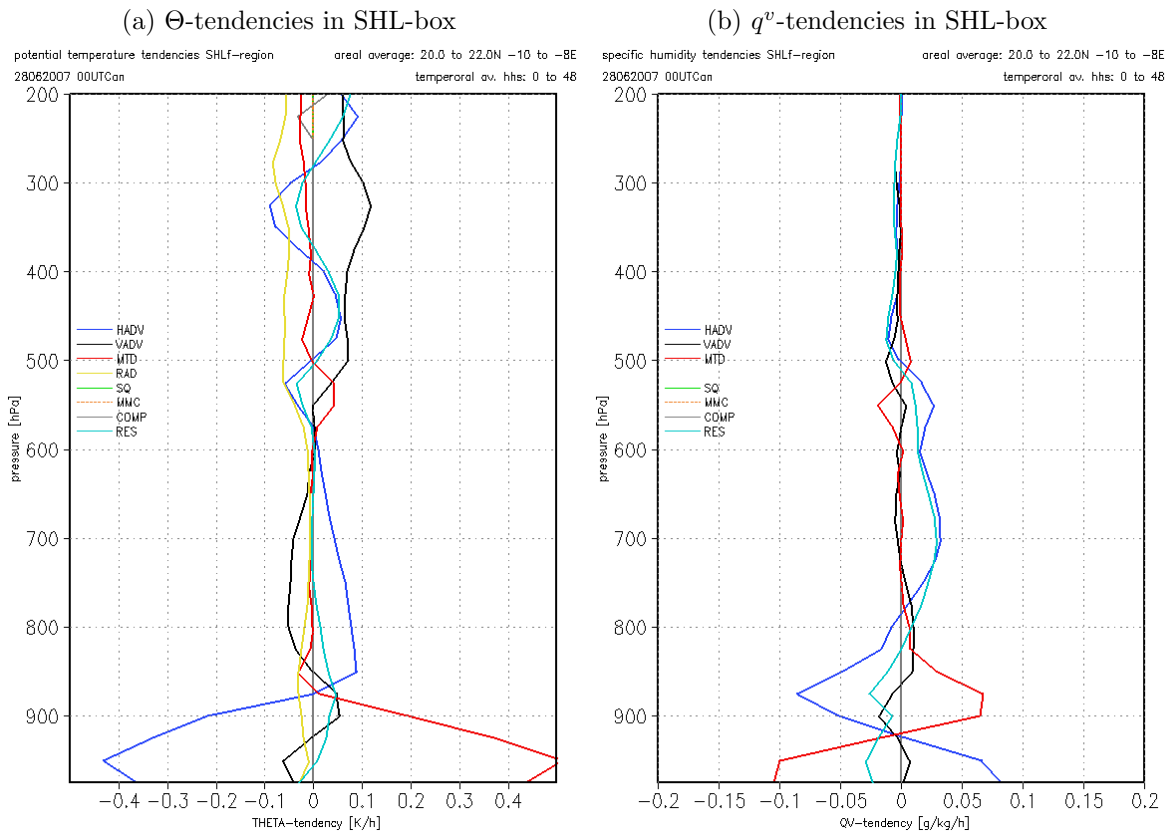 (a) Θ-tendencies in SHL-box
potential temperature tendencies SHLf-region areal average: 20.0 to 22.0N -10 to -8E
28062007 00UTCan temperoral av. hhs: 0 to 48
200
300
400
500
600
700
800
900
pressure [hPa]
HADV
VADV
MTD
RAD
SQ
MMC
COMP
RES
-0.4 -0.3 -0.2 -0.1 0 0.1 0.2 0.3 0.4
THETA-tendency [K/h]
(b) qᵛ-tendencies in SHL-box
specific humidity tendencies SHLf-region areal average: 20.0 to 22.0N -10 to -8E
28062007 00UTCan temperoral av. hhs: 0 to 48
200
300
400
500
600
700
800
900
pressure [hPa]
HADV
VADV
MTD
SQ
MMC
COMP
RES
-0.2 -0.15 -0.1 -0.05 0 0.05 0.1 0.15 0.2
QV-tendency [g/kg/h]